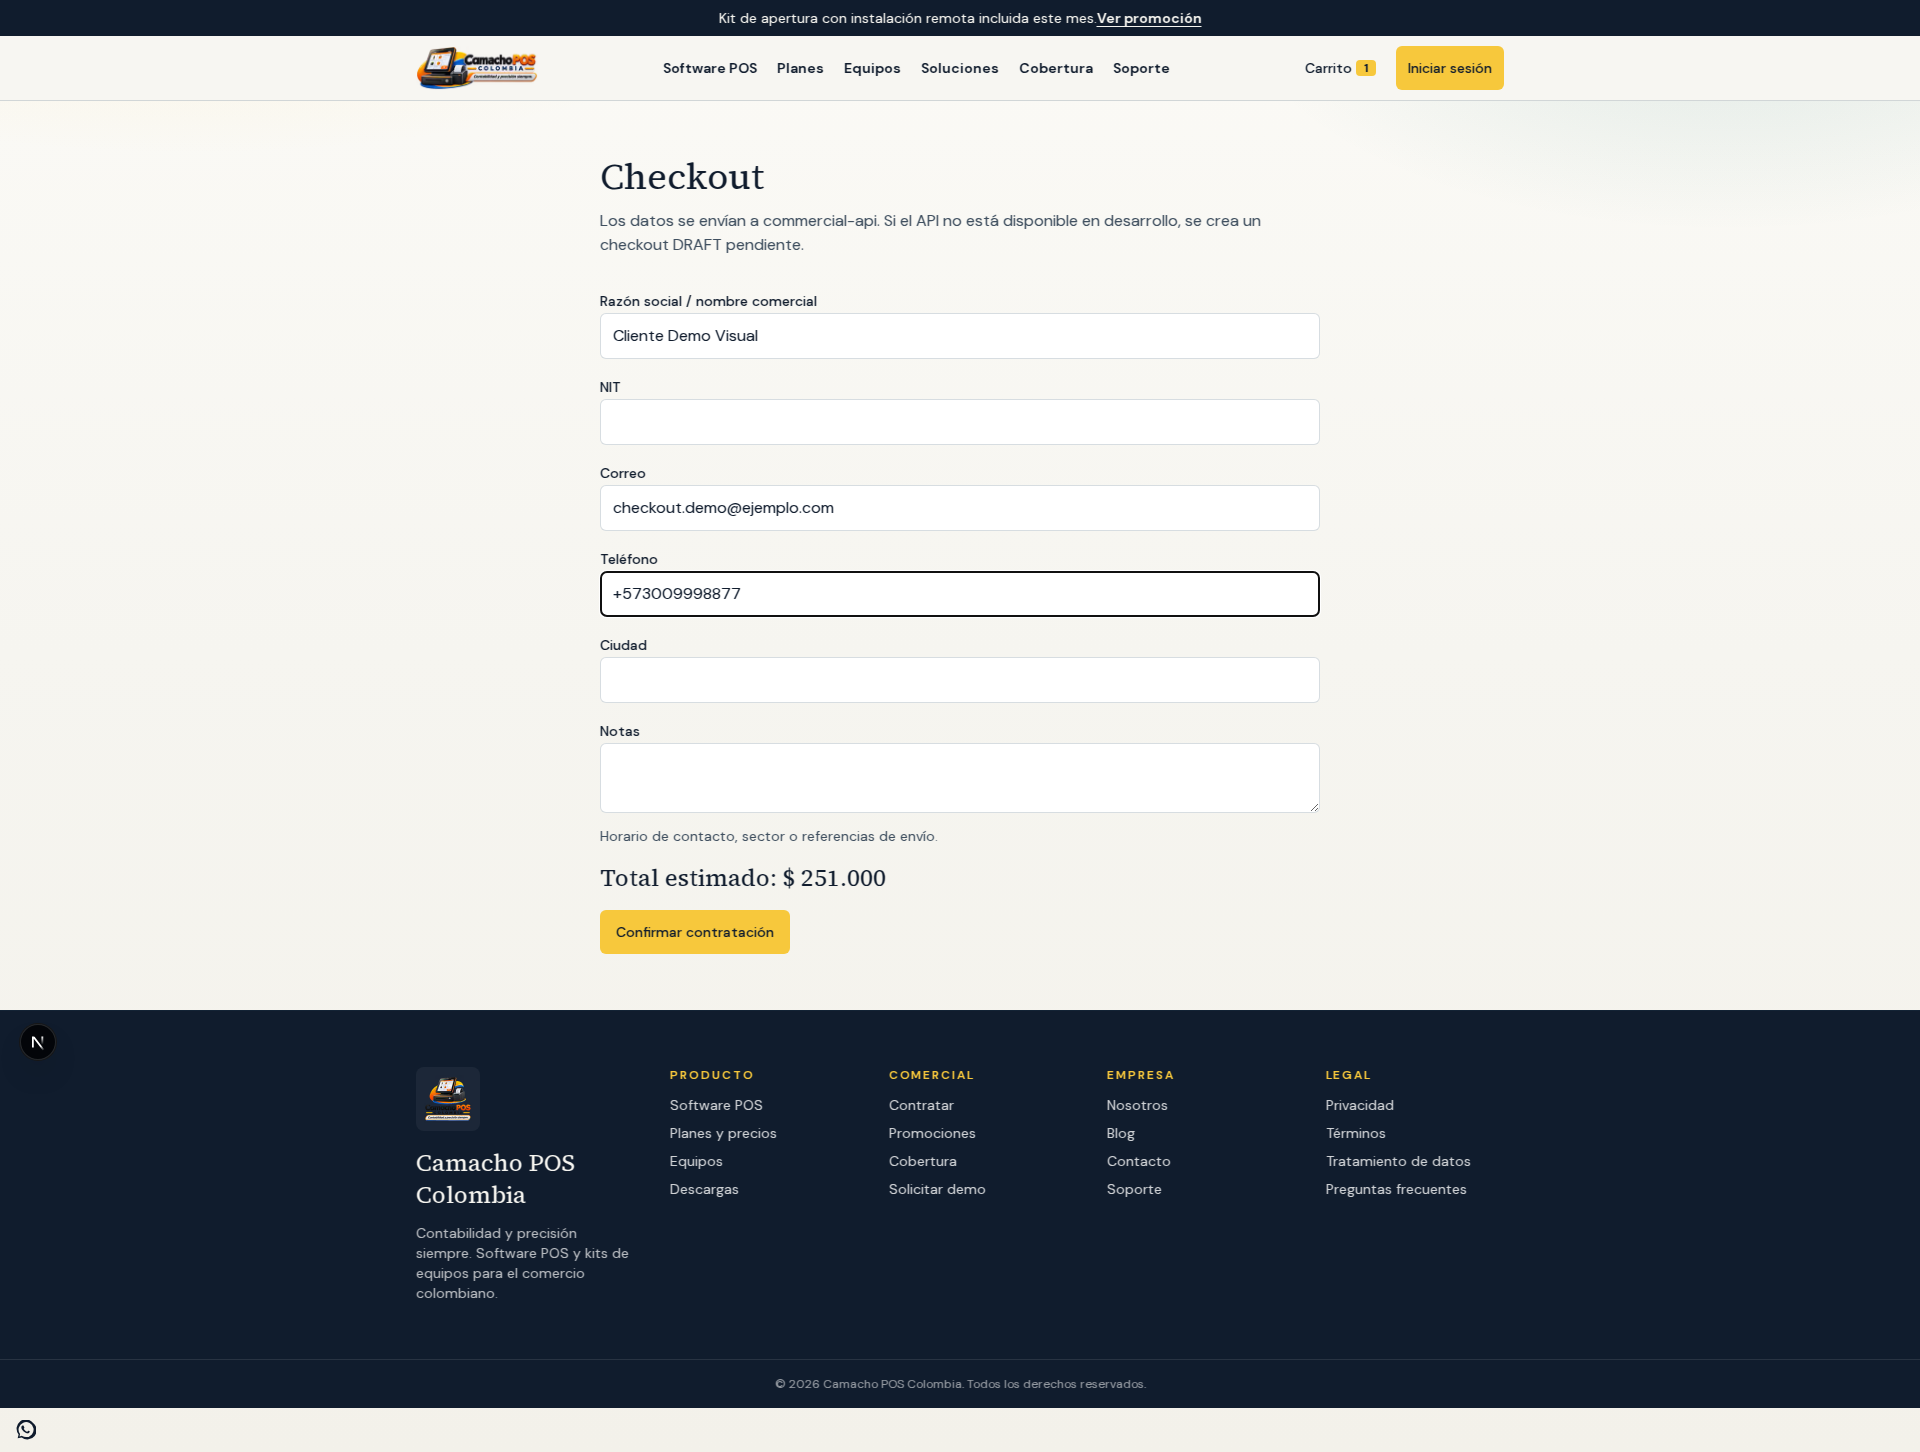 Kit de apertura con instalación remota incluida este mes.Ver promoción
CamachoPOS
COLOMBIA
Contabilidad y precisión siempre.
Software POS
Planes
Equipos
Soluciones
Cobertura
Soporte
Carrito 1
Iniciar sesión
Checkout
Los datos se envían a commercial-api. Si el API no está disponible en desarrollo, se crea un
checkout DRAFT pendiente.
Razón social / nombre comercial
Cliente Demo Visual
NIT
Correo
checkout.demo@ejemplo.com
Teléfono
+573009998877
Ciudad
Notas
Horario de contacto, sector o referencias de envío.
Total estimado: $ 251.000
Confirmar contratación
N
Camacho POS
Colombia
Contabilidad y precisión
siempre. Software POS y kits de
equipos para el comercio
colombiano.
PRODUCTO
Software POS
Planes y precios
Equipos
Descargas
COMERCIAL
Contratar
Promociones
Cobertura
Solicitar demo
EMPRESA
Nosotros
Blog
Contacto
Soporte
LEGAL
Privacidad
Términos
Tratamiento de datos
Preguntas frecuentes
© 2026 Camacho POS Colombia. Todos los derechos reservados.